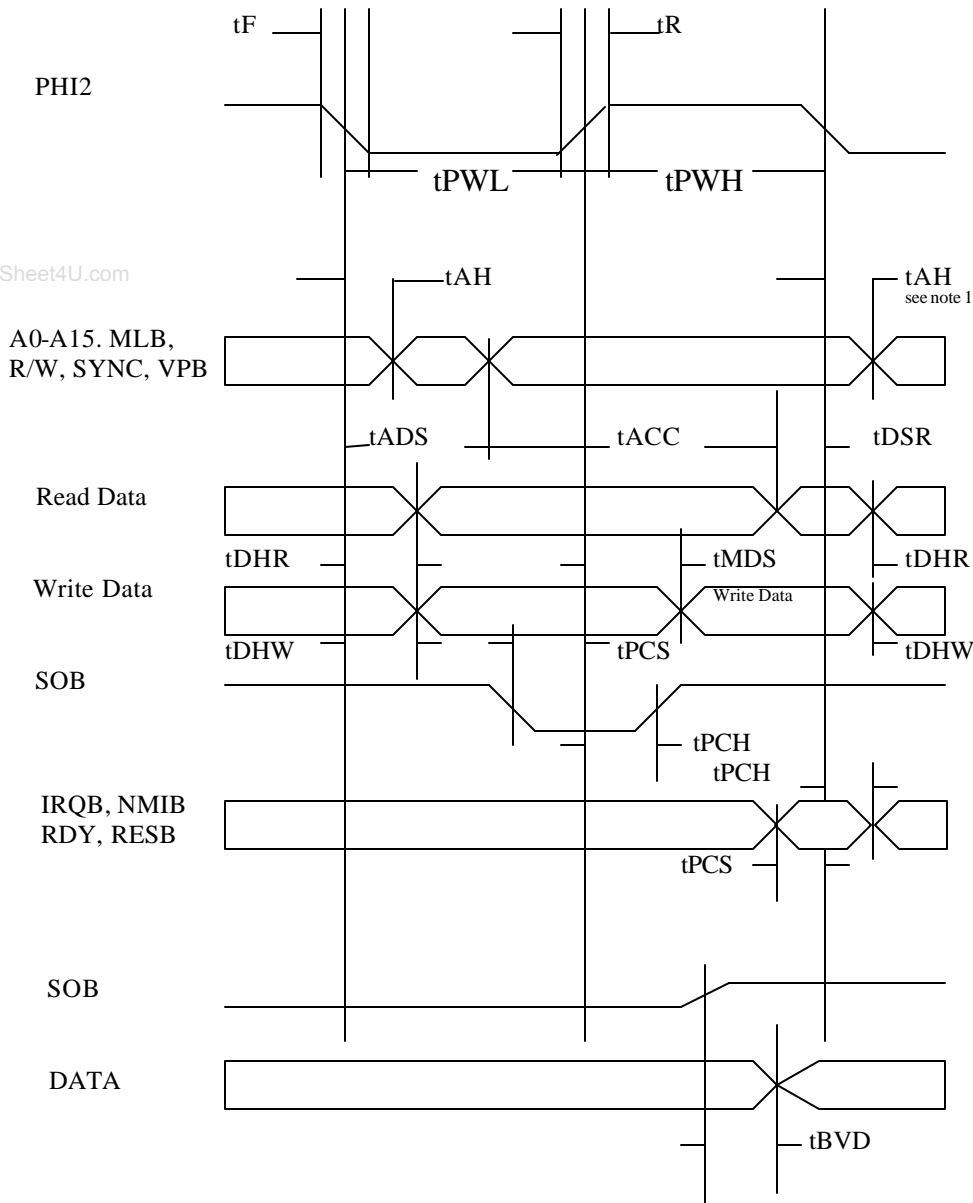 tF tR
PHI2
tPWL tPWH
Sheet4U.com
tAH tAH
see note 1
A0-A15. MLB,
R/W, SYNC, VPB
tADS tACC tDSR
Read Data
tDHR tMDS tDHR
Write Data Write Data
tDHW tPCS tDHW
SOB
tPCH
tPCH
IRQB, NMIB
RDY, RESB
tPCS
SOB
DATA
tBVD